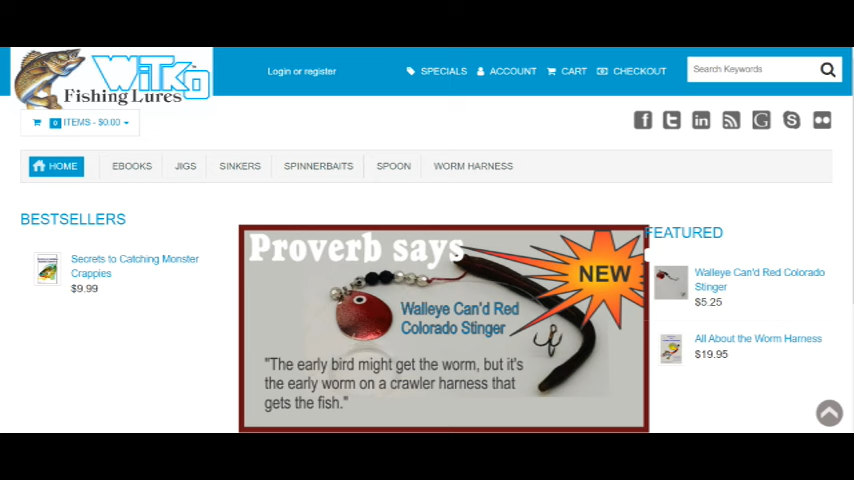 WiTKO
Fishing Lures
Login or register
SPECIALS
ACCOUNT
CART
CHECKOUT
Search Keywords
0 ITEMS - $0.00
HOME
EBOOKS
JIGS
SINKERS
SPINNERBAITS
SPOON
WORM HARNESS
BESTSELLERS
Secrets to Catching Monster
Crappies
$9.99
Proverb says
NEW
Walleye Can'd Red
Colorado Stinger
"The early bird might get the worm, but it's
the early worm on a crawler harness that
gets the fish."
FEATURED
Walleye Can'd Red Colorado
Stinger
$5.25
All About the Worm Harness
$19.95